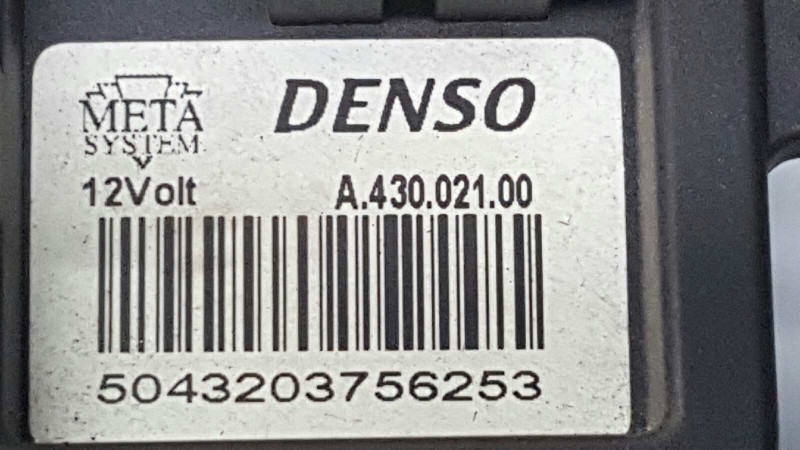 META
SYSTEM
DENSO
12Volt
A.430.021.00
5043203756253